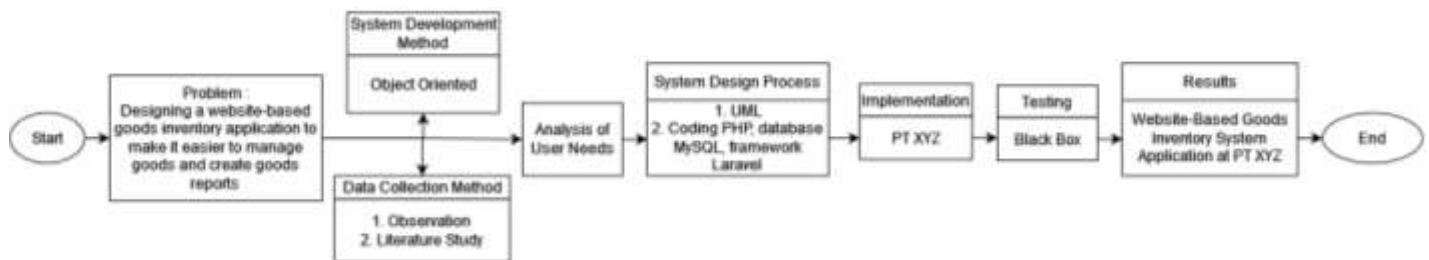 Start
Problem :
Designing a website-based
goods inventory application to
make it easier to manage
goods and create goods
reports
System Development
Method
Object Oriented
Data Collection Method
1. Observation
2. Literature Study
Analysis of
User Needs
System Design Process
1. UML
2. Coding PHP, database
MySQL, framework
Laravel
Implementation
PT XYZ
Testing
Black Box
Results
Website-Based Goods
Inventory System
Application at PT XYZ
End